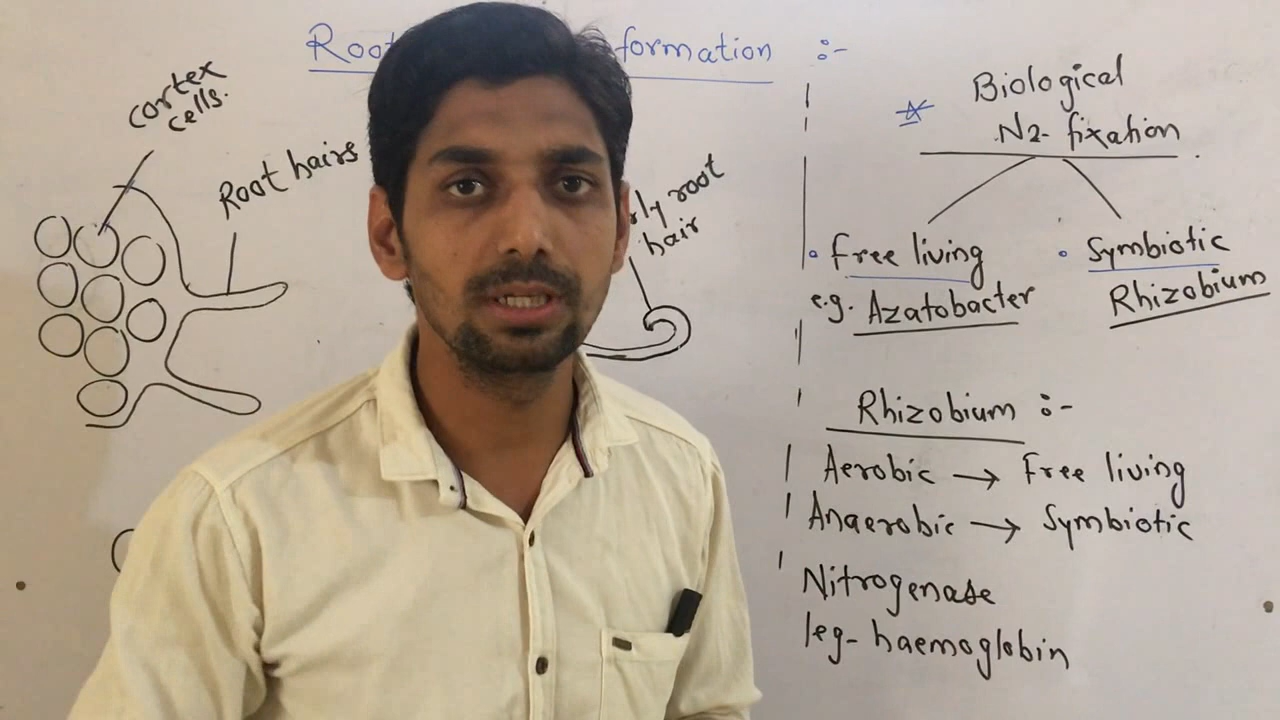 Root formation :-
cortex
cells.
Root hairs
rly root
hair
Biological
N2- fixation
Free living
e.g. Azatobacter
Symbiotic
Rhizobium
Rhizobium :-
Aerobic → Free living
Anaerobic → Symbiotic
Nitrogenase
leg-haemoglobin